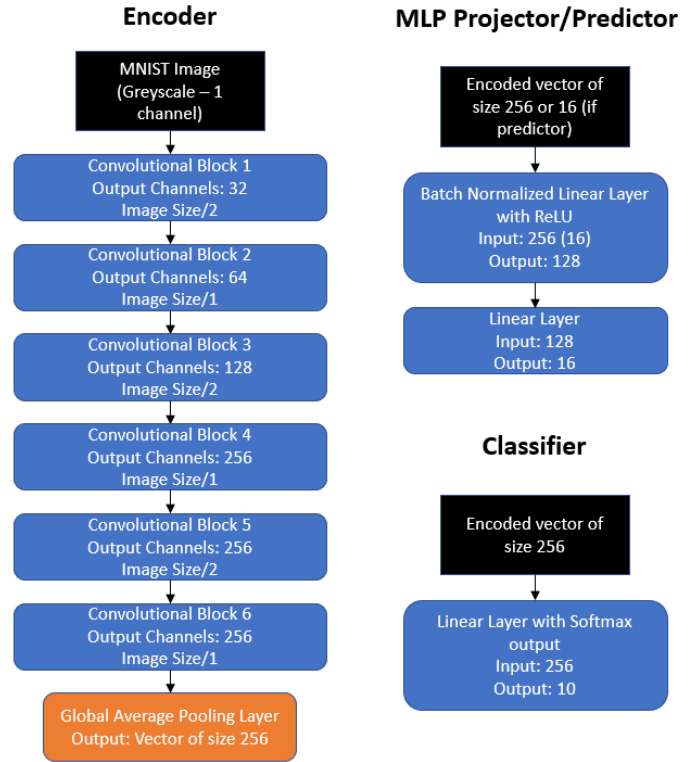 Encoder
MNIST Image
(Greyscale – 1
channel)
Convolutional Block 1
Output Channels: 32
Image Size/2
Convolutional Block 2
Output Channels: 64
Image Size/1
Convolutional Block 3
Output Channels: 128
Image Size/2
Convolutional Block 4
Output Channels: 256
Image Size/1
Convolutional Block 5
Output Channels: 256
Image Size/2
Convolutional Block 6
Output Channels: 256
Image Size/1
Global Average Pooling Layer
Output: Vector of size 256
MLP Projector/Predictor
Encoded vector of
size 256 or 16 (if
predictor)
Batch Normalized Linear Layer
with ReLU
Input: 256 (16)
Output: 128
Linear Layer
Input: 128
Output: 16
Classifier
Encoded vector of
size 256
Linear Layer with Softmax
output
Input: 256
Output: 10